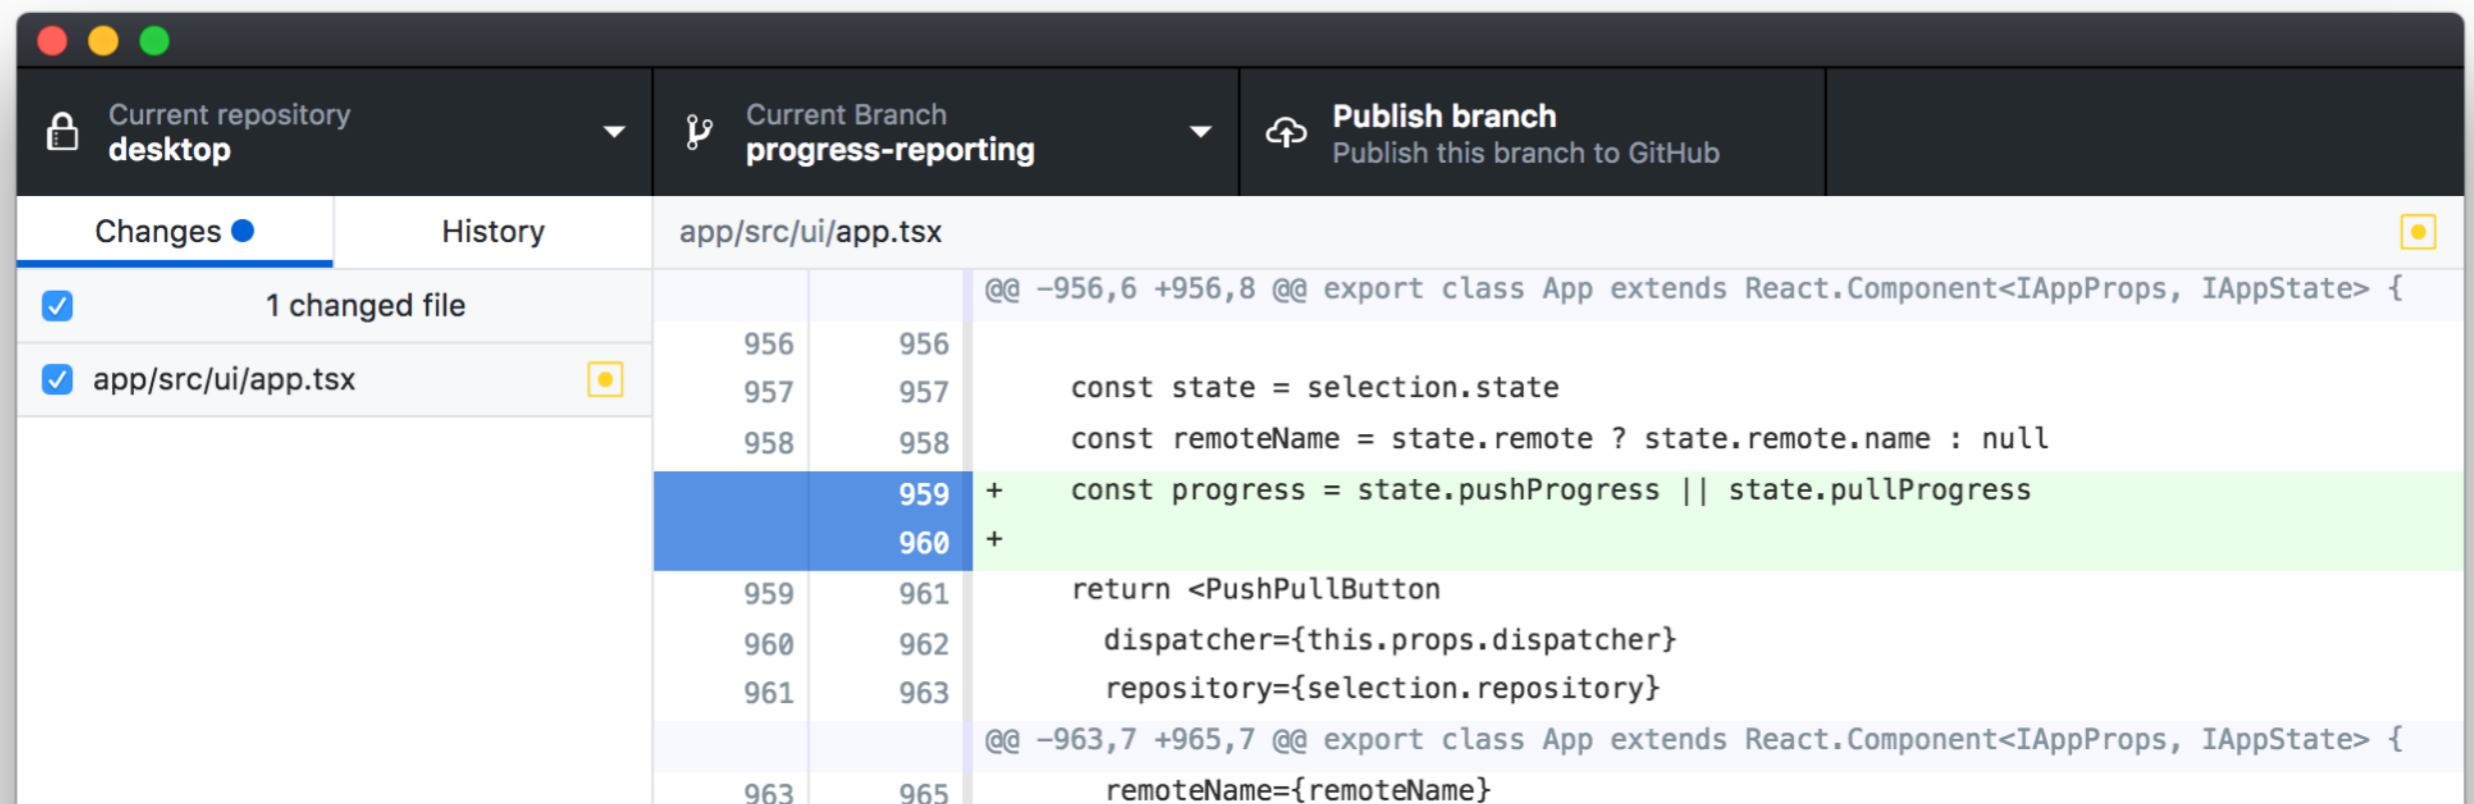 Current repository
desktop
Current Branch
progress-reporting
Publish branch
Publish this branch to GitHub
Changes
History
1 changed file
app/src/ui/app.tsx
app/src/ui/app.tsx
@@ -956,6 +956,8 @@ export class App extends React.Component<IAppProps, IAppState> {
956 956
957 957 const state = selection.state
958 958 const remoteName = state.remote ? state.remote.name : null
959 + const progress = state.pushProgress || state.pullProgress
960 +
959 961 return <PushPullButton
960 962 dispatcher={this.props.dispatcher}
961 963 repository={selection.repository}
@@ -963,7 +965,7 @@ export class App extends React.Component<IAppProps, IAppState> {
963 965 remoteName={remoteName}